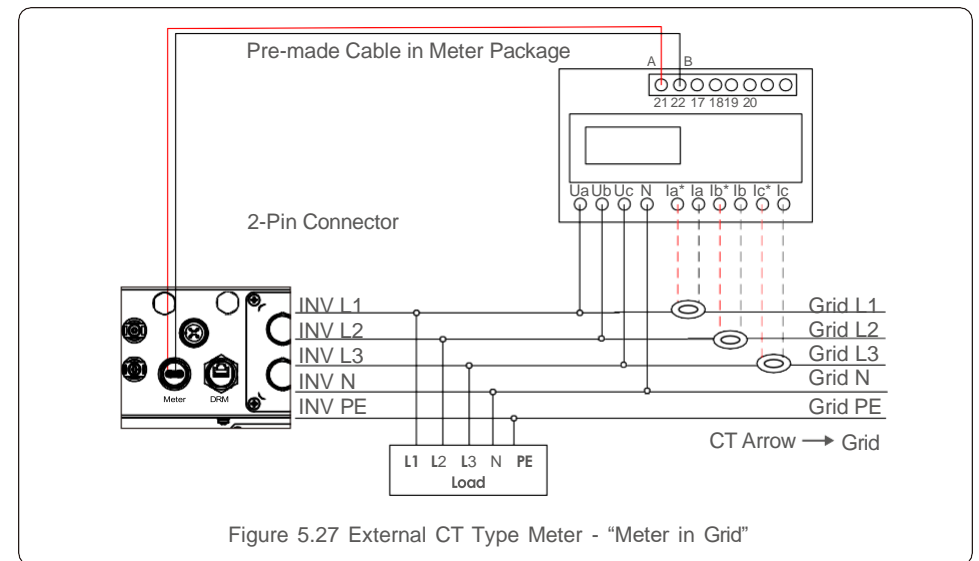 Pre-made Cable in Meter Package
A B
21 22 17 1819 20
Ua Ub Uc N Ia* Ia Ib* Ib Ic* Ic
2-Pin Connector
INV L1 Grid L1
INV L2 Grid L2
INV L3 Grid L3
INV N Grid N
INV PE Grid PE
Meter DRM
CT Arrow → Grid
L1 L2 L3 N PE
Load
Figure 5.27 External CT Type Meter - “Meter in Grid”